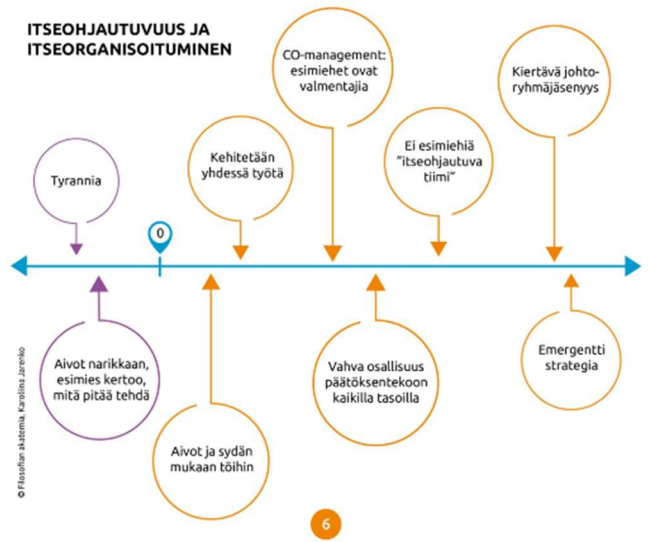 ITSEOHJAUTUVUUS JA
ITSEORGANISOITUMINEN
Tyrannia
0
Kehitetään
yhdessä työtä
CO-management:
esimiehet ovat
valmentajia
Ei esimiehiä
"itseohjautuva
tiimi"
Kiertävä johto-
ryhmäjäsenyys
Aivot narikkaan,
esimies kertoo,
mitä pitää tehdä
Aivot ja sydän
mukaan töihin
Vahva osallisuus
päätöksentekoon
kaikilla tasoilla
Emergentti
strategia
© Filosofian akatemia, Karoliina Jarenko
6